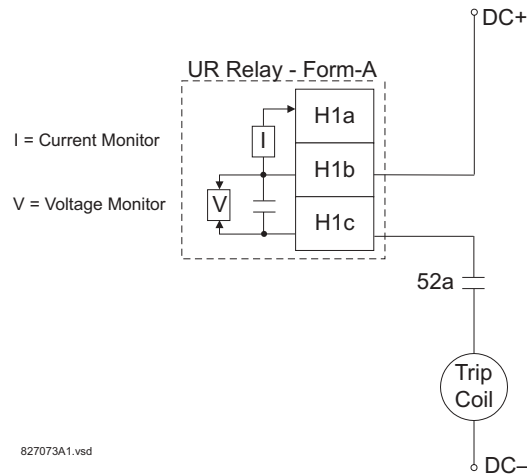 DC+
UR Relay - Form-A
H1a
I = Current Monitor
I
H1b
V = Voltage Monitor
V
H1c
52a
Trip
Coil
827073A1.vsd
DC–